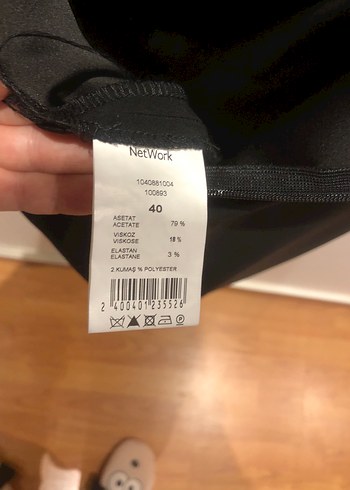 NetWork
1040881004
100893
40
ASETAT
ACETATE 79 %
VISKOZ
VISKOSE 18 %
ELASTAN
ELASTANE 3 %
2.KUMAŞ % POLYESTER
2 400401 235526